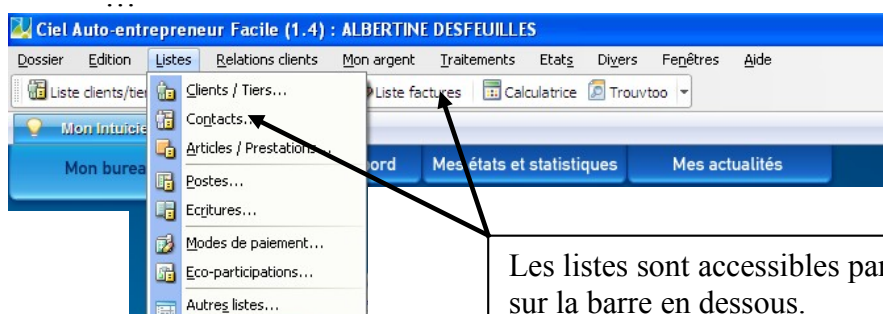 ...
Ciel Auto-entrepreneur Facile (1.4) : ALBERTINE DESFEUILLES
Dossier Edition Listes Relations clients Mon argent Traitements Etats Divers Fenêtres Aide
Liste clients/tier Liste factures Calculatrice Trouvtoo
Mon Intuicie
Mon burea bord Mes états et statistiques Mes actualités
Clients / Tiers...
Contacts...
Articles / Prestations...
Postes...
Ecritures...
Modes de paiement...
Eco-participations...
Autres listes...
Les listes sont accessibles par
sur la barre en dessous.